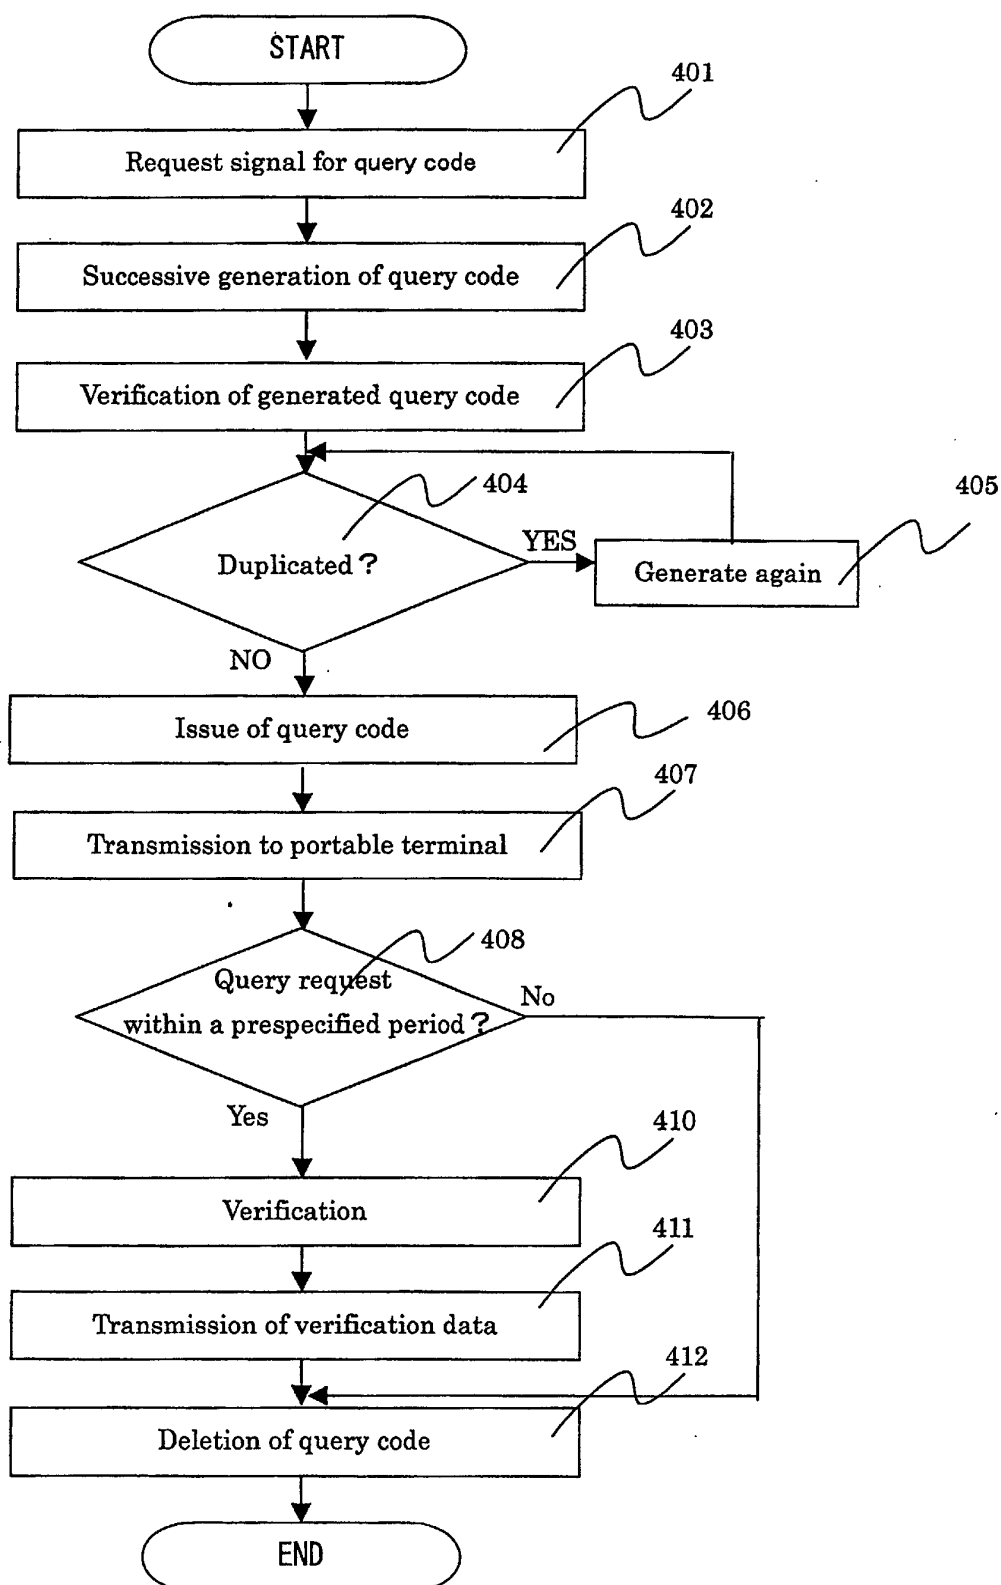 START
401
Request signal for query code
402
Successive generation of query code
403
Verification of generated query code
404
405
Duplicated?
YES
Generate again
NO
Issue of query code
406
407
Transmission to portable terminal
408
Query request
within a prespecified period?
No
Yes
410
Verification
411
Transmission of verification data
412
Deletion of query code
END